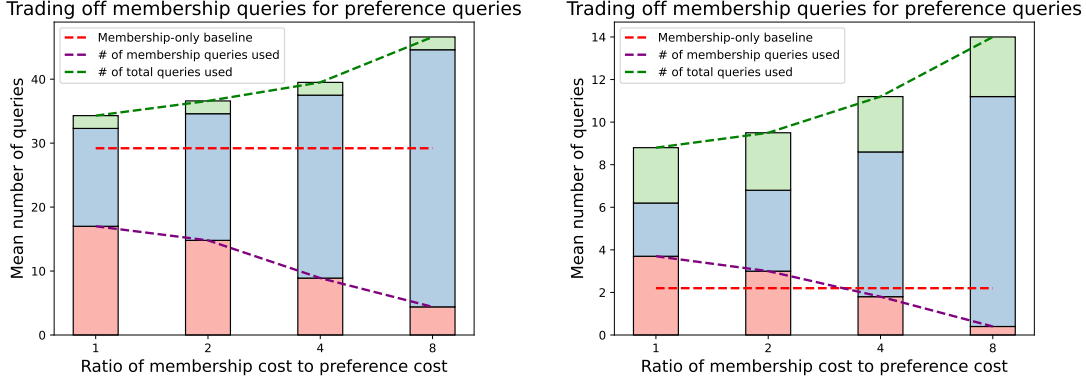 Trading off membership queries for preference queries
Membership-only baseline
# of membership queries used
# of total queries used
Mean number of queries
40
30
20
10
0
1
2
4
8
Ratio of membership cost to preference cost
Trading off membership queries for preference queries
Membership-only baseline
# of membership queries used
# of total queries used
Mean number of queries
14
12
10
8
6
4
2
0
1
2
4
8
Ratio of membership cost to preference cost